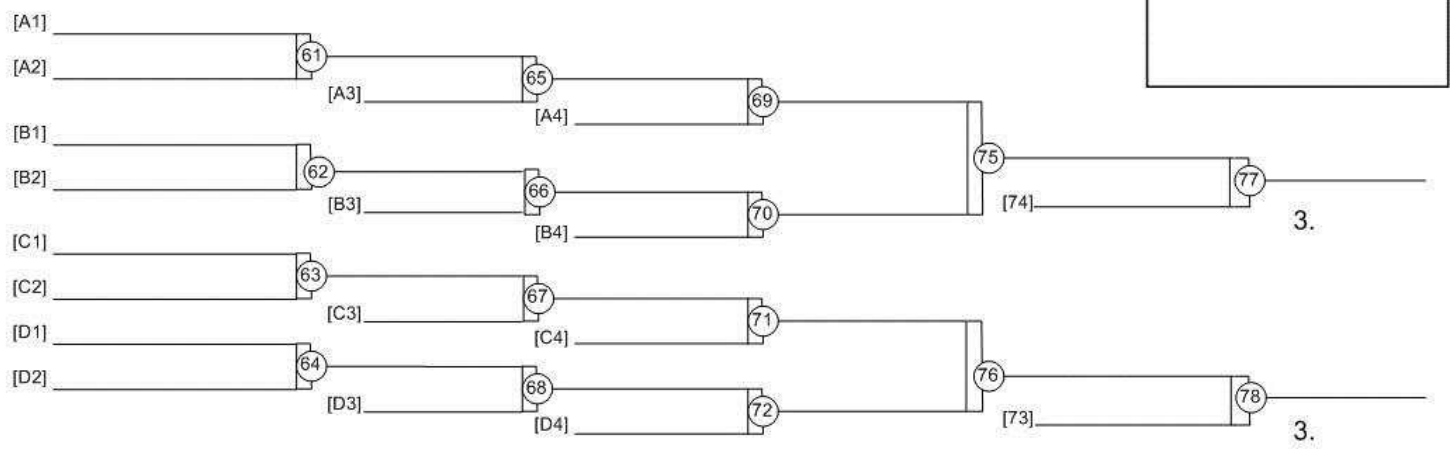 [A1]
61
[A2]
65
[A3]
69
[A4]
[B1]
75
62
[B2]
66
77
[B3]
[74]
70
3.
[B4]
[C1]
63
[C2]
67
[C3]
71
[C4]
[D1]
64
76
[D2]
68
78
[D3]
72
[73]
[D4]
3.